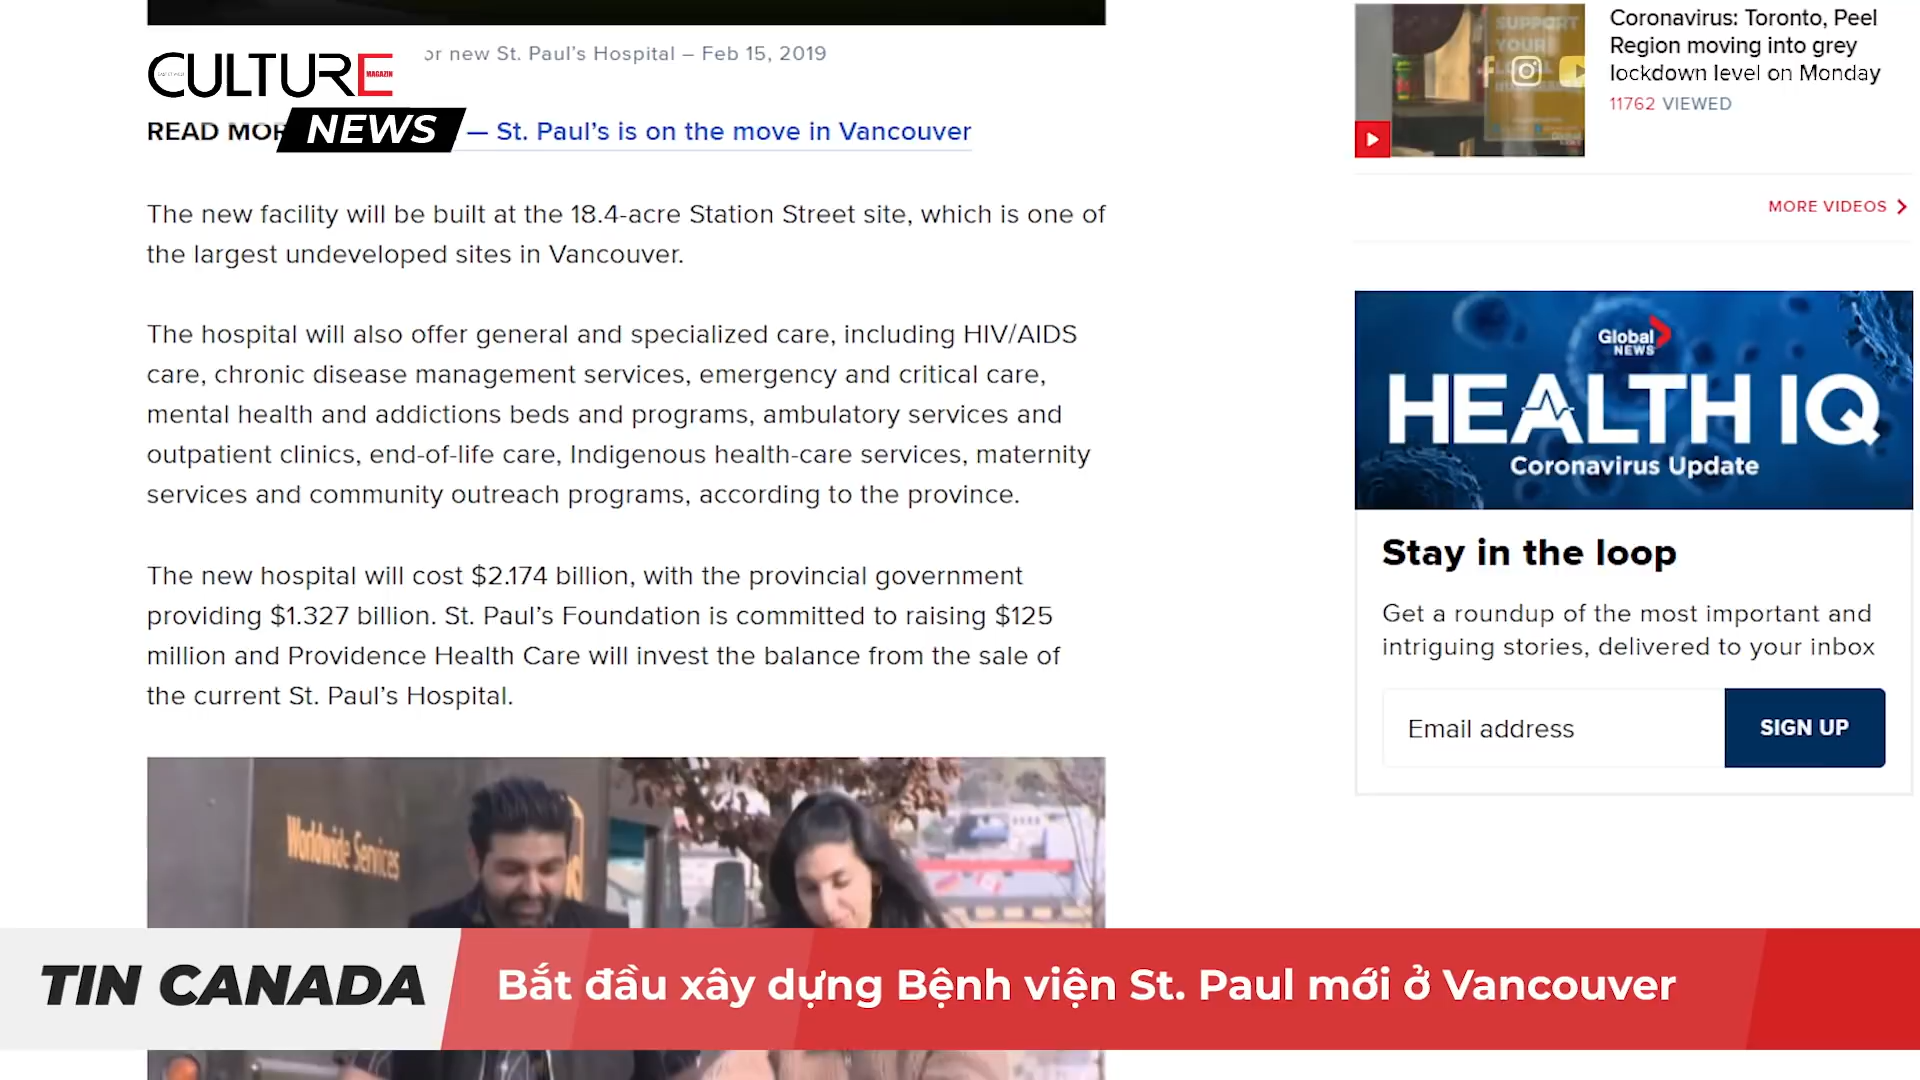 or new St. Paul's Hospital – Feb 15, 2019
CULTURE
MAGAZIN
NEWS
READ MOR — St. Paul's is on the move in Vancouver
The new facility will be built at the 18.4-acre Station Street site, which is one of
the largest undeveloped sites in Vancouver.
The hospital will also offer general and specialized care, including HIV/AIDS
care, chronic disease management services, emergency and critical care,
mental health and addictions beds and programs, ambulatory services and
outpatient clinics, end-of-life care, Indigenous health-care services, maternity
services and community outreach programs, according to the province.
The new hospital will cost $2.174 billion, with the provincial government
providing $1.327 billion. St. Paul's Foundation is committed to raising $125
million and Providence Health Care will invest the balance from the sale of
the current St. Paul's Hospital.
Worldwide Services
SUPPORT
YOUR
Coronavirus: Toronto, Peel
Region moving into grey
lockdown level on Monday
11762 VIEWED
MORE VIDEOS
Global
NEWS
HEALTH IQ
Coronavirus Update
Stay in the loop
Get a roundup of the most important and
intriguing stories, delivered to your inbox
Email address
SIGN UP
TIN CANADA
Bắt đầu xây dựng Bệnh viện St. Paul mới ở Vancouver